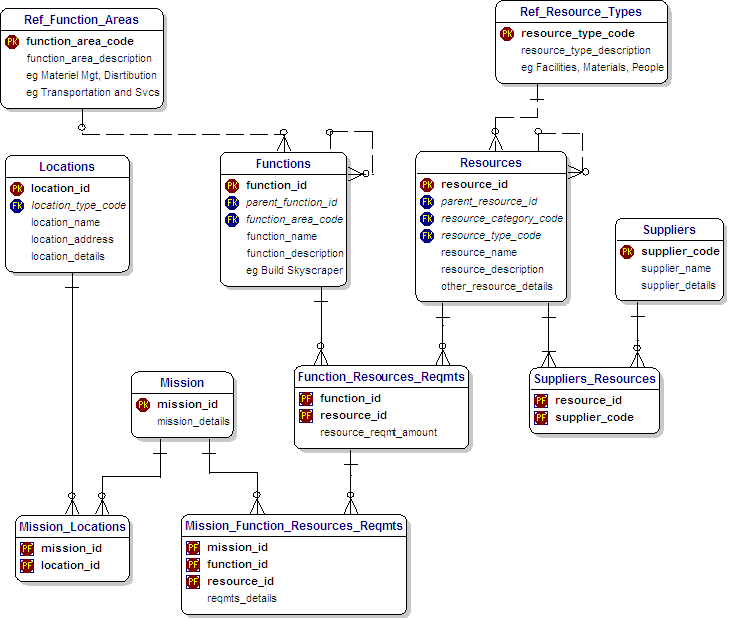 Ref_Function_Areas
PK function_area_code
function_area_description
eg Materiel Mgt, Disrtibution
eg Transportation and Svcs
Ref_Resource_Types
PK resource_type_code
resource_type_description
eg Facilities, Materials, People
Locations
PK location_id
FK location_type_code
location_name
location_address
location_details
Functions
PK function_id
FK parent_function_id
FK function_area_code
function_name
function_description
eg Build Skyscraper
Resources
PK resource_id
FK parent_resource_id
FK resource_category_code
FK resource_type_code
resource_name
resource_description
other_resource_details
Suppliers
PK supplier_code
supplier_name
supplier_details
Mission
PK mission_id
mission_details
Function_Resources_Reqmts
PF function_id
PF resource_id
resource_reqmt_amount
Suppliers_Resources
PF resource_id
PF supplier_code
Mission_Locations
PF mission_id
PF location_id
Mission_Function_Resources_Reqmts
PF mission_id
PF function_id
PF resource_id
reqmts_details